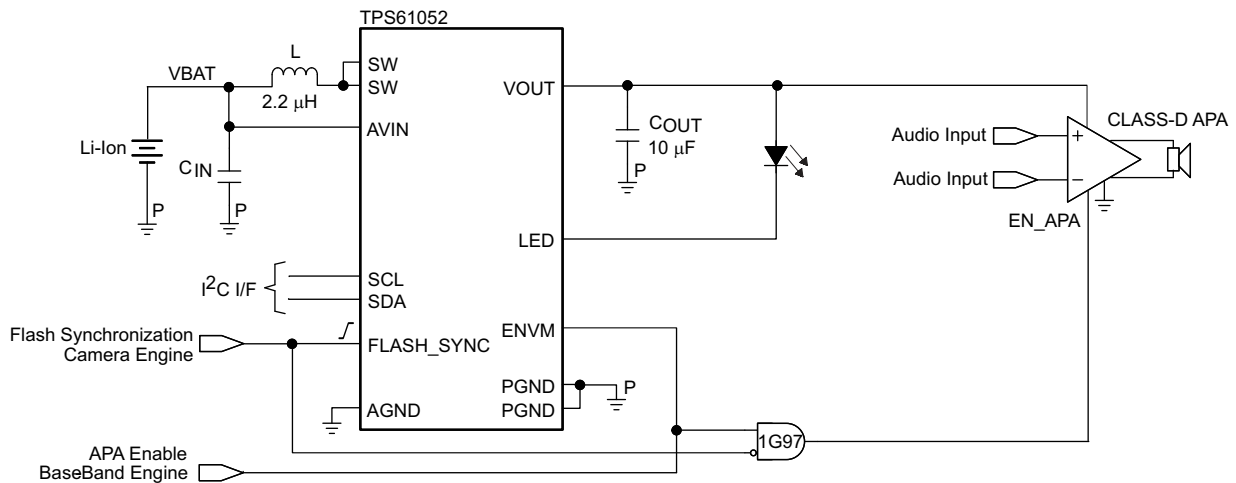 TPS61052
L
VBAT
2.2 µH
SW
SW
AVIN
VOUT
COUT
10 µF
P
CLASS-D APA
Audio Input
+
Audio Input
−
EN_APA
Li-Ion
CIN
P
P
LED
I2C I/F
SCL
SDA
ENVM
Flash Synchronization
Camera Engine
FLASH_SYNC
PGND
P
PGND
AGND
1G97
APA Enable
BaseBand Engine